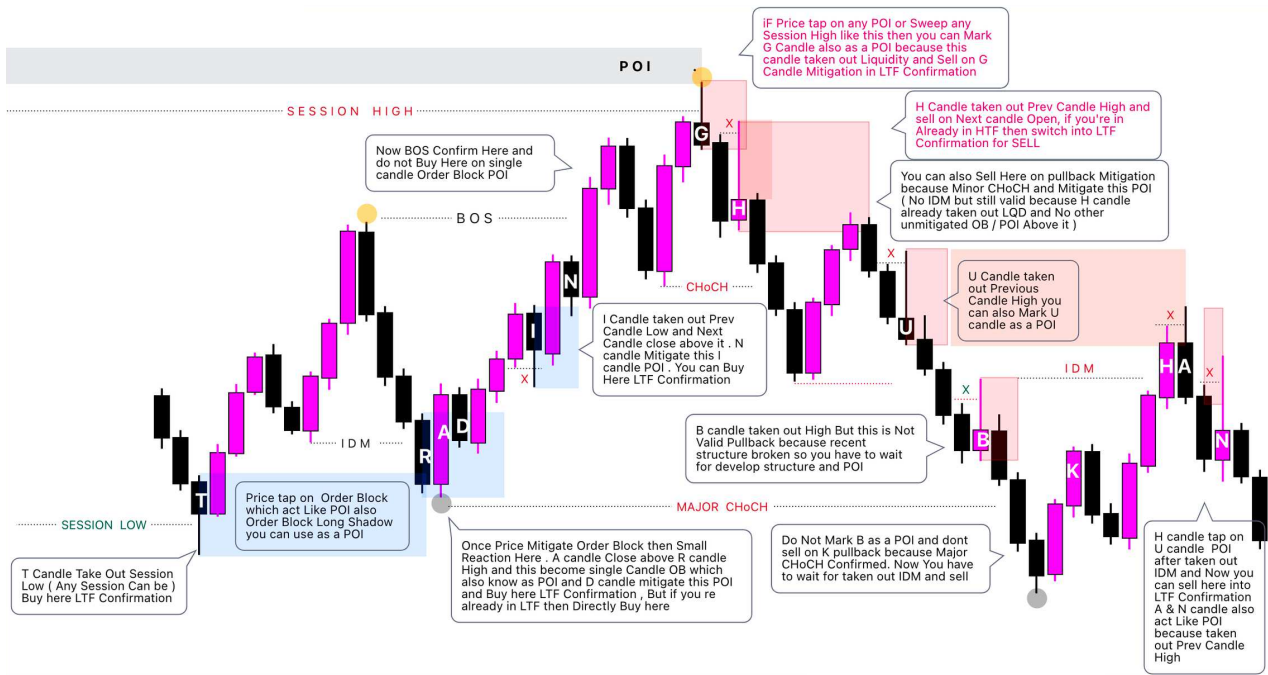 iF Price tap on any POI or Sweep any
Session High like this then you can Mark
G Candle also as a POI because this
candle taken out Liquidity and Sell on G
Candle Mitigation in LTF Confirmation
POI
SESSION HIGH
H Candle taken out Prev Candle High and
sell on Next candle Open, if you're in
Already in HTF then switch into LTF
Confirmation for SELL
X
G
Now BOS Confirm Here and
do not Buy Here on single
candle Order Block POI
You can also Sell Here on pullback Mitigation
because Minor CHoCH and Mitigate this POI
( No IDM but still valid because H candle
already taken out LQD and No other
unmitigated OB / POI Above it )
H
BOS
X
N
CHoCH
U Candle taken
out Previous
Candle High you
can also Mark U
candle as a POI
I Candle taken out Prev
Candle Low and Next
Candle close above it . N
candle Mitigate this I
candle POI . You can Buy
Here LTF Confirmation
I
U
X
X
IDM
H
A
X
X
B candle taken out High But this is Not
Valid Pullback because recent
structure broken so you have to wait
for develop structure and POI
A
D
R
IDM
B
N
K
T
Price tap on Order Block
which act Like POI also
Order Block Long Shadow
you can use as a POI
SESSION LOW
MAJOR CHoCH
T Candle Take Out Session
Low ( Any Session Can be )
Buy here LTF Confirmation
Once Price Mitigate Order Block then Small
Reaction Here . A candle Close above R candle
High and this become single Candle OB which
also know as POI and D candle mitigate this POI
and Buy here LTF Confirmation , But if you re
already in LTF then Directly Buy here
Do Not Mark B as a POI and dont
sell on K pullback because Major
CHoCH Confirmed. Now You have
to wait for taken out IDM and sell
H candle tap on
U candle POI
after taken out
IDM and Now you
can sell here into
LTF Confirmation
A & N candle also
act Like POI
because taken
out Prev Candle
High